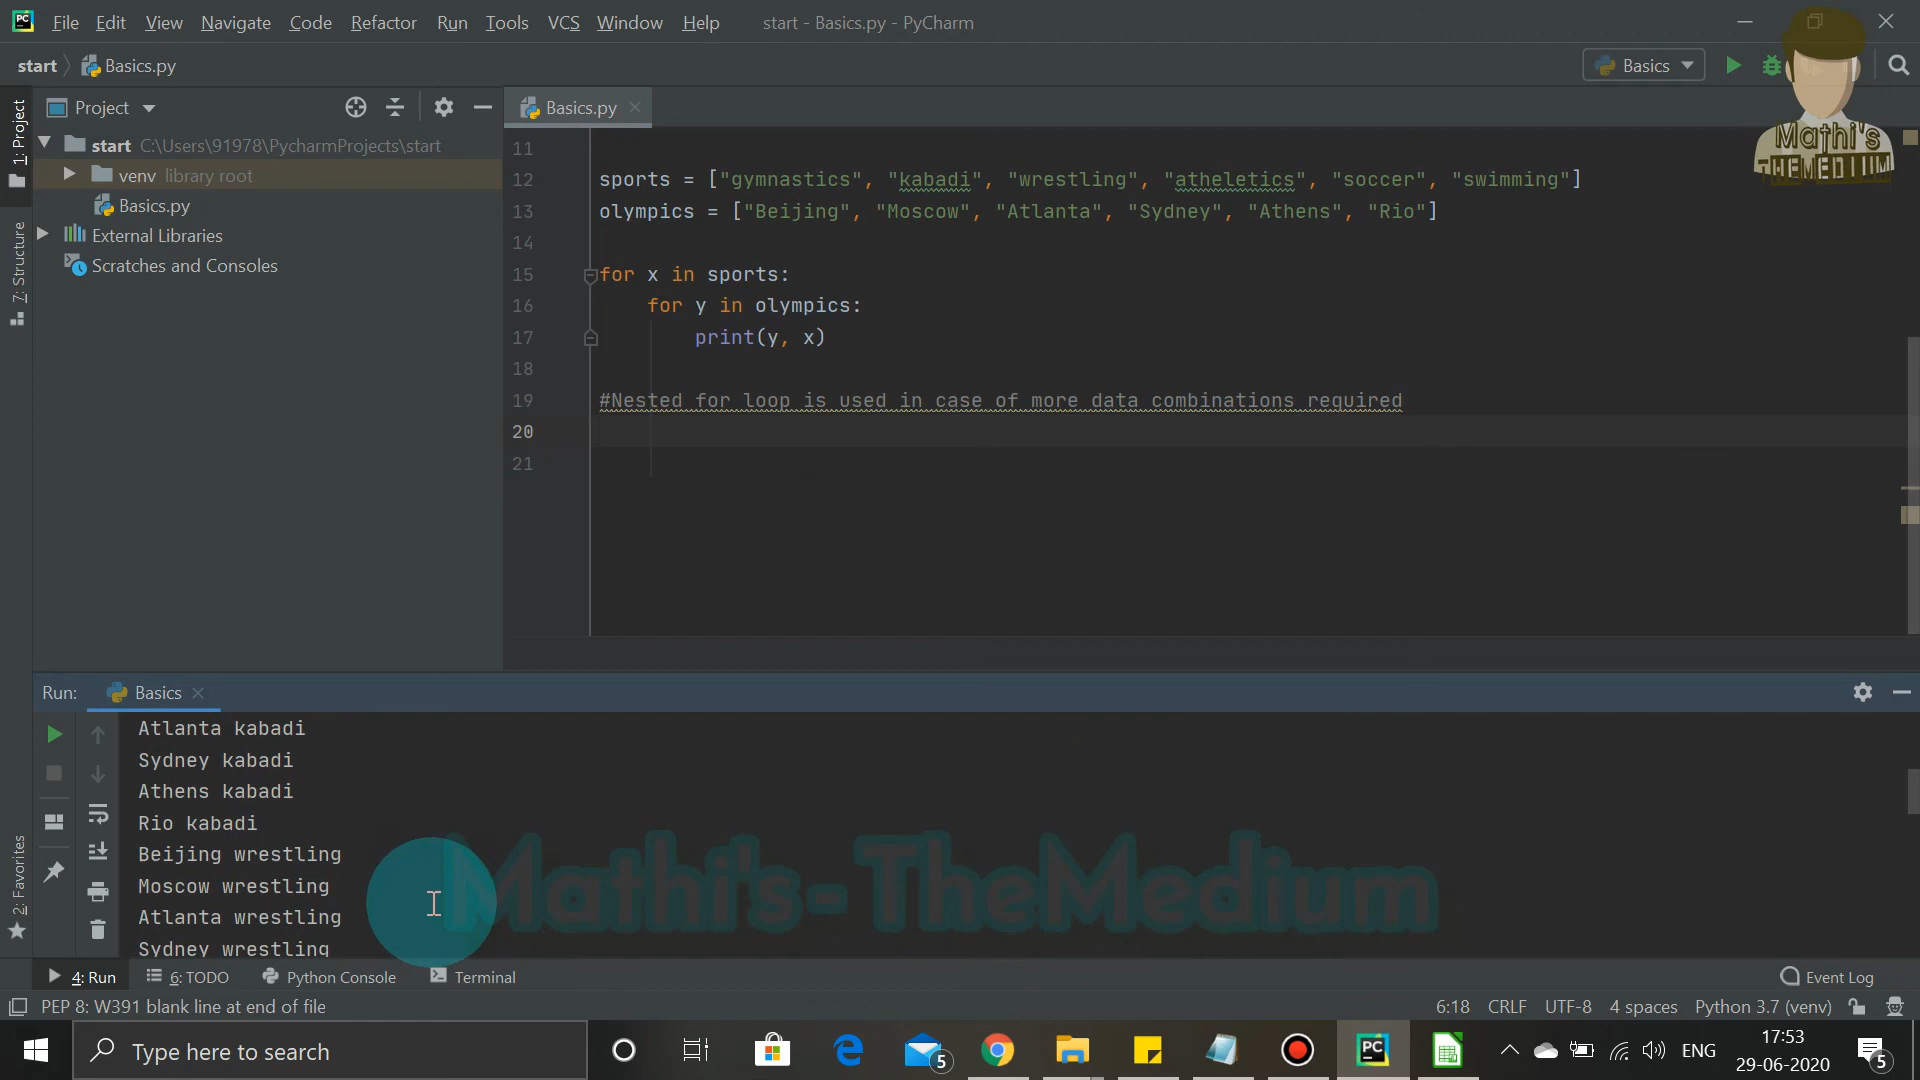 File Edit View Navigate Code Refactor Run Tools VCS Window Help start - Basics.py - PyCharm
start Basics.py Basics
Mathi's
THEMEDIUM
1: Project
7: Structure
2: Favorites
Project
start C:\Users\91978\PycharmProjects\start
venv library root
Basics.py
External Libraries
Scratches and Consoles
Basics.py
11
12 sports = ["gymnastics", "kabadi", "wrestling", "atheletics", "soccer", "swimming"]
13 olympics = ["Beijing", "Moscow", "Atlanta", "Sydney", "Athens", "Rio"]
14
15 for x in sports:
16 for y in olympics:
17 print(y, x)
18
19 #Nested for loop is used in case of more data combinations required
20
21
Run: Basics
Atlanta kabadi
Sydney kabadi
Athens kabadi
Rio kabadi
Beijing wrestling
Moscow wrestling
Atlanta wrestling
Sydney wrestling
Mathi's - TheMedium
4: Run 6: TODO Python Console Terminal Event Log
PEP 8: W391 blank line at end of file 6:18 CRLF UTF-8 4 spaces Python 3.7 (venv)
Type here to search 5 PC ENG 17:53
29-06-2020 5